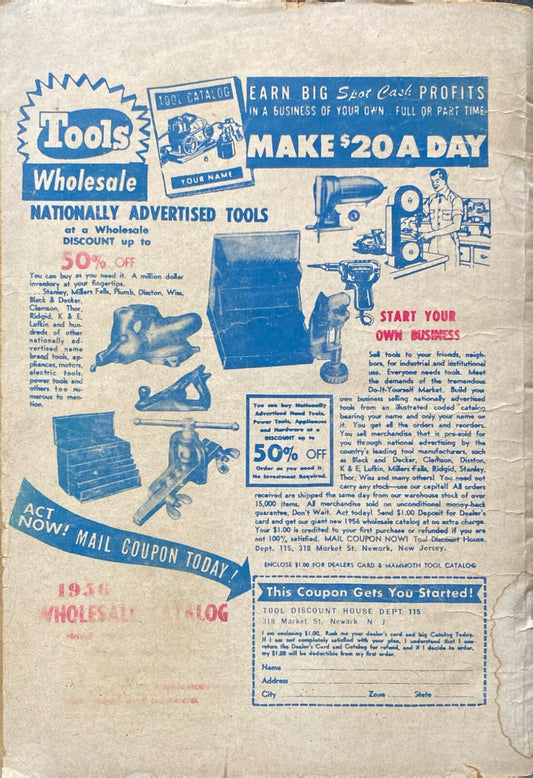 Tools
Wholesale
TOOL CATALOG
8
YOUR NAME
EARN BIG Spot Cash PROFITS
IN A BUSINESS OF YOUR OWN.. FULL OR PART TIME
MAKE $20 A DAY
NATIONALLY ADVERTISED TOOLS
at a Wholesale
DISCOUNT up to
50% OFF
You can buy as you need it. A million dollar
inventory at your fingertips.
... Stanley, Millers Falls, Plumb, Disston, Wiss,
Black & Decker,
Clemson, Thor,
Ridgid, K & E,
Lufkin and hun-
dreds of other
nationally ad-
vertised name
brand tools, ap-
pliances, motors,
electric tools,
power tools and
others too nu-
merous to men-
tion.
START YOUR
OWN BUSINESS
Sell tools to your friends, neigh-
bors, for industrial and institutional
use. Everyone needs tools. Meet
the demands of the tremendous
Do-It-Yourself Market. Build your
own business selling nationally advertised
tools from an illustrated coded catalog
bearing your name and only your name on
it. You get all the orders and reorders.
You sell merchandise that is pre-sold for
you through national advertising by the
country's leading tool manufacturers, such
as Black and Decker, Clemson, Disston,
K & E, Lufkin, Millers Falls, Ridgid, Stanley,
Thor, Wiss and many others! You need not
carry any stock—use our capital! All orders
received are shipped the same day from our warehouse stock of over
15,000 items. All merchandise sold on unconditional money-back
guarantee, Don't Wait. Act today! Send $1.00 Deposit for Dealer's
card and get our giant new 1956 wholesale catalog at no extra charge.
Your $1.00 is credited to your first purchase or refunded if you are
not 100% satisfied. MAIL COUPON NOW! Tool Discount House,
Dept. 115, 318 Market St. Newark, New Jersey.
ENCLOSE $1.00 FOR DEALERS CARD & MAMMOTH TOOL CATALOG
You can buy Nationally
Advertised Hand Tools,
Power Tools, Appliances
and Hardware at a
DISCOUNT up to
50% OFF
Order as you need it.
No Investment Required.
ACT
NOW! MAIL COUPON TODAY!
1956
WHOLESALE CATALOG
This Coupon Gets You Started!
TOOL DISCOUNT HOUSE DEPT 115
318 Market St, Newark N J
I am enclosing $1.00, Rush me your dealer's card and big Catalog Today.
If I am not completely satisfied with your plan, I understand that I can
return the Dealer's Card and Catalog for refund, and if I decide to order,
my $1.00 will be deductible from my first order.
Name
Address
City Zone State